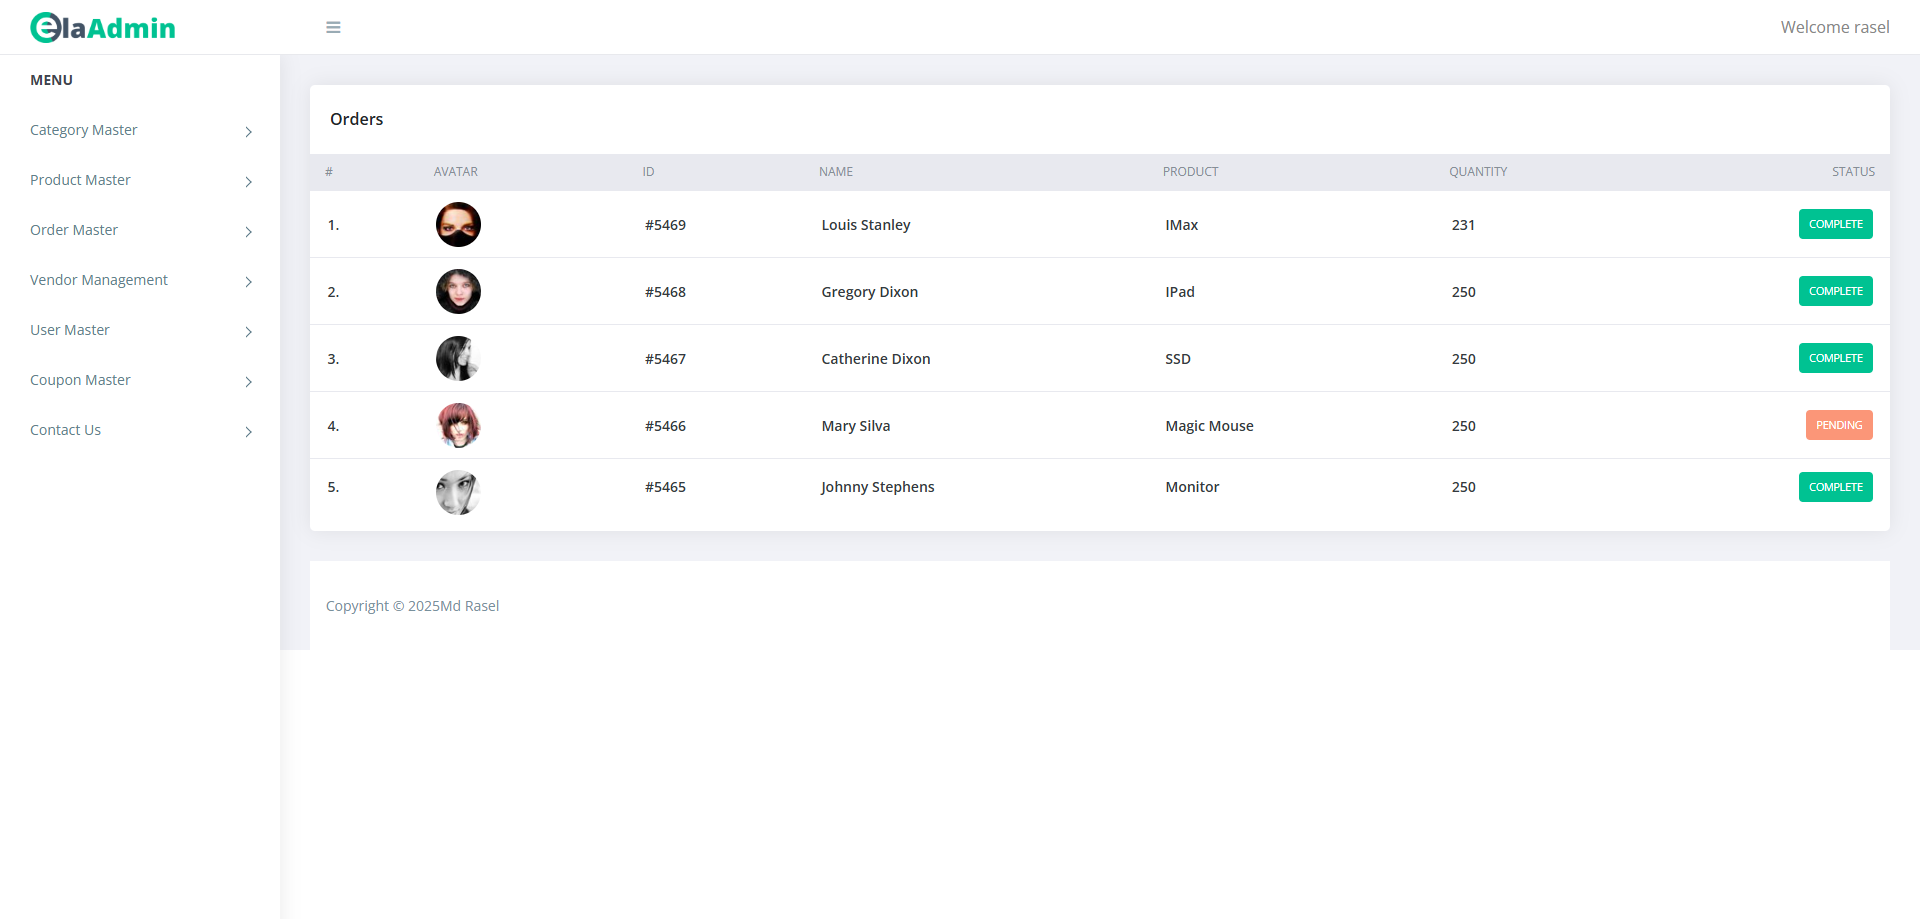 elaAdmin
Welcome rasel
MENU
Category Master
Product Master
Order Master
Vendor Management
User Master
Coupon Master
Contact Us
Orders
# AVATAR ID NAME PRODUCT QUANTITY STATUS
1. #5469 Louis Stanley IMax 231 COMPLETE
2. #5468 Gregory Dixon IPad 250 COMPLETE
3. #5467 Catherine Dixon SSD 250 COMPLETE
4. #5466 Mary Silva Magic Mouse 250 PENDING
5. #5465 Johnny Stephens Monitor 250 COMPLETE
Copyright © 2025Md Rasel